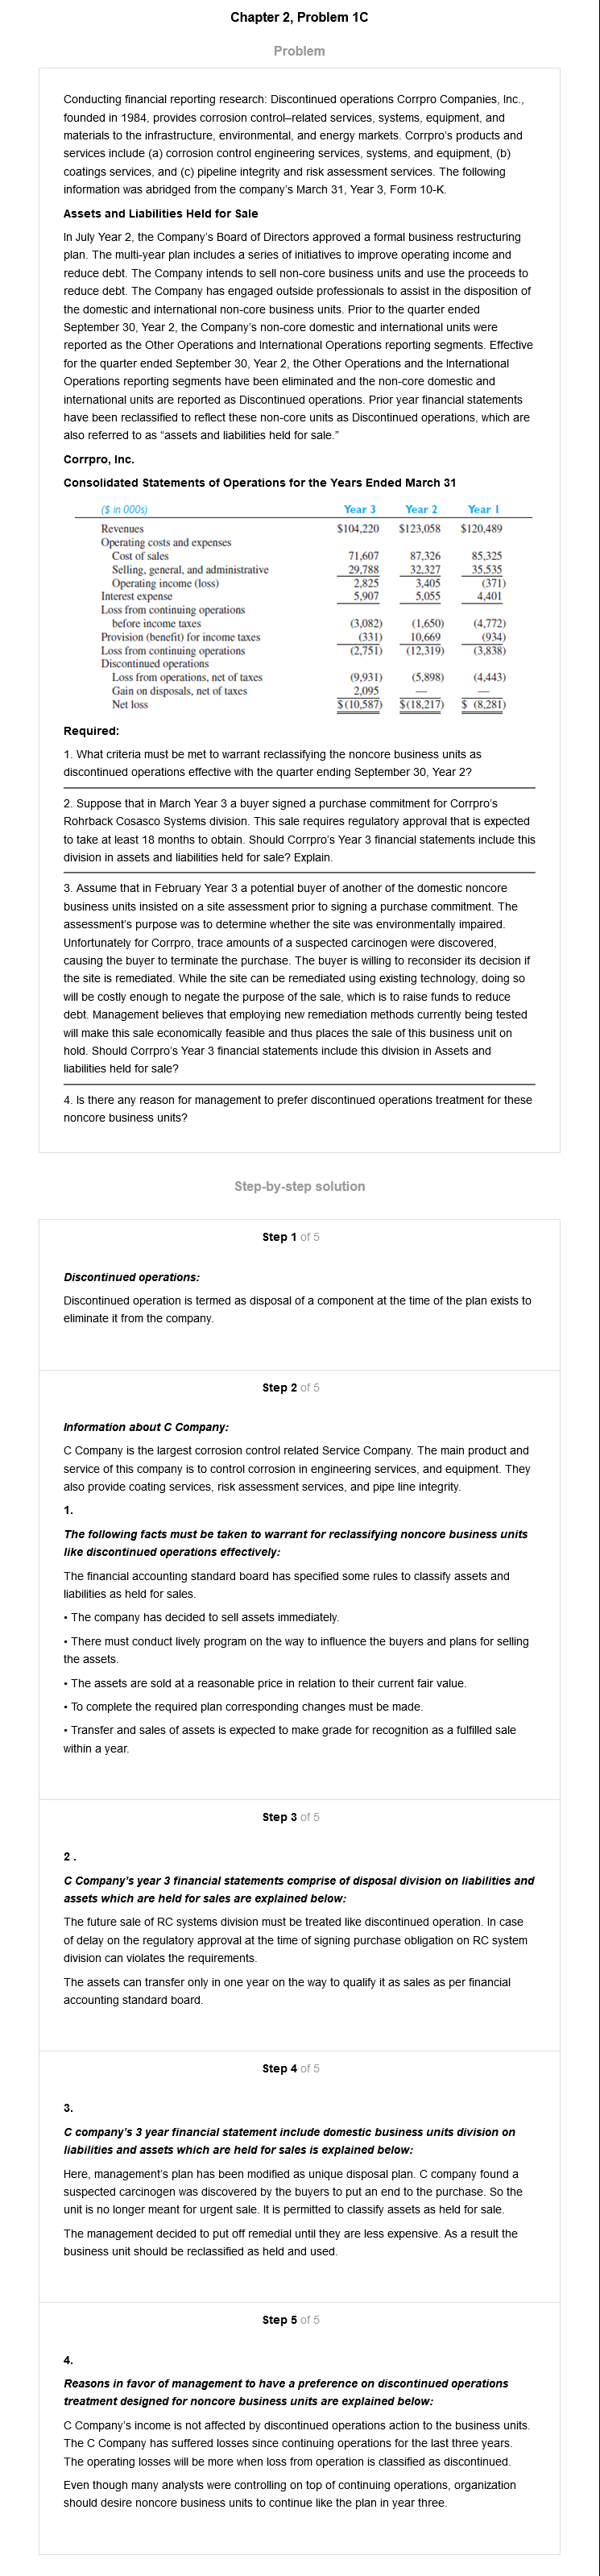 Chapter 2, Problem 1C
Problem
Conducting financial reporting research: Discontinued operations Corrpro Companies, Inc.,
founded in 1984, provides corrosion control–related services, systems, equipment, and
materials to the infrastructure, environmental, and energy markets. Corrpro's products and
services include (a) corrosion control engineering services, systems, and equipment, (b)
coatings services, and (c) pipeline integrity and risk assessment services. The following
information was abridged from the company's March 31, Year 3, Form 10-K.
Assets and Liabilities Held for Sale
In July Year 2, the Company's Board of Directors approved a formal business restructuring
plan. The multi-year plan includes a series of initiatives to improve operating income and
reduce debt. The Company intends to sell non-core business units and use the proceeds to
reduce debt. The Company has engaged outside professionals to assist in the disposition of
the domestic and international non-core business units. Prior to the quarter ended
September 30, Year 2, the Company's non-core domestic and international units were
reported as the Other Operations and International Operations reporting segments. Effective
for the quarter ended September 30, Year 2, the Other Operations and the International
Operations reporting segments have been eliminated and the non-core domestic and
international units are reported as Discontinued operations. Prior year financial statements
have been reclassified to reflect these non-core units as Discontinued operations, which are
also referred to as “assets and liabilities held for sale.”
Corrpro, Inc.
Consolidated Statements of Operations for the Years Ended March 31
($ in 000s) Year 3 Year 2 Year 1
Revenues $104,220 $123,058 $120,489
Operating costs and expenses
Cost of sales 71,607 87,326 85,325
Selling, general, and administrative 29,788 32,327 35,535
Operating income (loss) 2,825 3,405 (371)
Interest expense 5,907 5,055 4,401
Loss from continuing operations
before income taxes (3,082) (1,650) (4,772)
Provision (benefit) for income taxes (331) 10,669 (934)
Loss from continuing operations (2,751) (12,319) (3,838)
Discontinued operations
Loss from operations, net of taxes (9,931) (5,898) (4,443)
Gain on disposals, net of taxes 2,095 — —
Net loss $(10,587) $(18,217) $ (8,281)
Required:
1. What criteria must be met to warrant reclassifying the noncore business units as
discontinued operations effective with the quarter ending September 30, Year 2?
2. Suppose that in March Year 3 a buyer signed a purchase commitment for Corrpro's
Rohrback Cosasco Systems division. This sale requires regulatory approval that is expected
to take at least 18 months to obtain. Should Corrpro's Year 3 financial statements include this
division in assets and liabilities held for sale? Explain.
3. Assume that in February Year 3 a potential buyer of another of the domestic noncore
business units insisted on a site assessment prior to signing a purchase commitment. The
assessment's purpose was to determine whether the site was environmentally impaired.
Unfortunately for Corrpro, trace amounts of a suspected carcinogen were discovered,
causing the buyer to terminate the purchase. The buyer is willing to reconsider its decision if
the site is remediated. While the site can be remediated using existing technology, doing so
will be costly enough to negate the purpose of the sale, which is to raise funds to reduce
debt. Management believes that employing new remediation methods currently being tested
will make this sale economically feasible and thus places the sale of this business unit on
hold. Should Corrpro's Year 3 financial statements include this division in Assets and
liabilities held for sale?
4. Is there any reason for management to prefer discontinued operations treatment for these
noncore business units?
Step-by-step solution
Step 1 of 5
Discontinued operations:
Discontinued operation is termed as disposal of a component at the time of the plan exists to
eliminate it from the company.
Step 2 of 5
Information about C Company:
C Company is the largest corrosion control related Service Company. The main product and
service of this company is to control corrosion in engineering services, and equipment. They
also provide coating services, risk assessment services, and pipe line integrity.
1.
The following facts must be taken to warrant for reclassifying noncore business units
like discontinued operations effectively:
The financial accounting standard board has specified some rules to classify assets and
liabilities as held for sales.
• The company has decided to sell assets immediately.
• There must conduct lively program on the way to influence the buyers and plans for selling
the assets.
• The assets are sold at a reasonable price in relation to their current fair value.
• To complete the required plan corresponding changes must be made.
• Transfer and sales of assets is expected to make grade for recognition as a fulfilled sale
within a year.
Step 3 of 5
2 .
C Company's year 3 financial statements comprise of disposal division on liabilities and
assets which are held for sales are explained below:
The future sale of RC systems division must be treated like discontinued operation. In case
of delay on the regulatory approval at the time of signing purchase obligation on RC system
division can violates the requirements.
The assets can transfer only in one year on the way to qualify it as sales as per financial
accounting standard board.
Step 4 of 5
3.
C company's 3 year financial statement include domestic business units division on
liabilities and assets which are held for sales is explained below:
Here, management's plan has been modified as unique disposal plan. C company found a
suspected carcinogen was discovered by the buyers to put an end to the purchase. So the
unit is no longer meant for urgent sale. It is permitted to classify assets as held for sale.
The management decided to put off remedial until they are less expensive. As a result the
business unit should be reclassified as held and used.
Step 5 of 5
4.
Reasons in favor of management to have a preference on discontinued operations
treatment designed for noncore business units are explained below:
C Company's income is not affected by discontinued operations action to the business units.
The C Company has suffered losses since continuing operations for the last three years.
The operating losses will be more when loss from operation is classified as discontinued.
Even though many analysts were controlling on top of continuing operations, organization
should desire noncore business units to continue like the plan in year three.